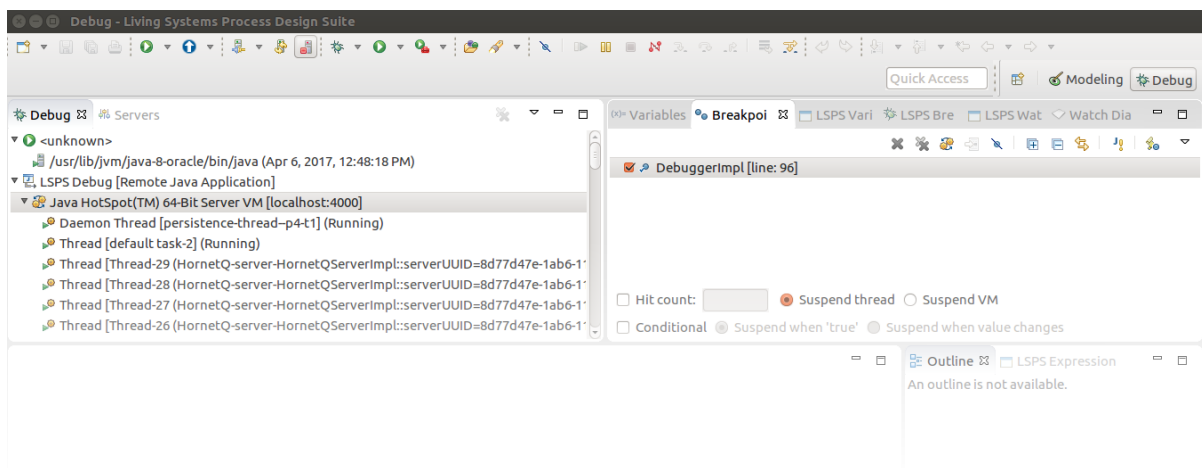 Debug - Living Systems Process Design Suite
Quick Access
Modeling
Debug
Debug
Servers
<unknown>
/usr/lib/jvm/java-8-oracle/bin/java (Apr 6, 2017, 12:48:18 PM)
LSPS Debug [Remote Java Application]
Java HotSpot(TM) 64-Bit Server VM [localhost:4000]
Daemon Thread [persistence-thread--p4-t1] (Running)
Thread [default task-2] (Running)
Thread [Thread-29 (HornetQ-server-HornetQServerImpl::serverUUID=8d77d47e-1ab6-11
Thread [Thread-28 (HornetQ-server-HornetQServerImpl::serverUUID=8d77d47e-1ab6-11
Thread [Thread-27 (HornetQ-server-HornetQServerImpl::serverUUID=8d77d47e-1ab6-11
Thread [Thread-26 (HornetQ-server-HornetQServerImpl::serverUUID=8d77d47e-1ab6-11
(x)= Variables
Breakpoi
LSPS Vari
LSPS Bre
LSPS Wat
Watch Dia
DebuggerImpl [line: 96]
Hit count:
Suspend thread
Suspend VM
Conditional
Suspend when 'true'
Suspend when value changes
Outline
LSPS Expression
An outline is not available.